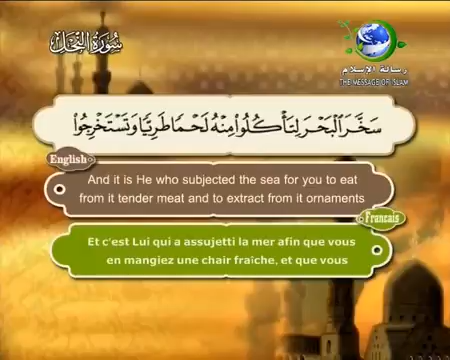 سورة النحل
رسالة الإسلام
THE MESSAGE OF ISLAM
سَخَّرَ ٱلْبَحْرَ لِتَأْكُلُوا۟ مِنْهُ لَحْمًا طَرِيًّا وَتَسْتَخْرِجُوا۟
English
And it is He who subjected the sea for you to eat
from it tender meat and to extract from it ornaments
Français
Et c'est Lui qui a assujetti la mer afin que vous
en mangiez une chair fraîche, et que vous